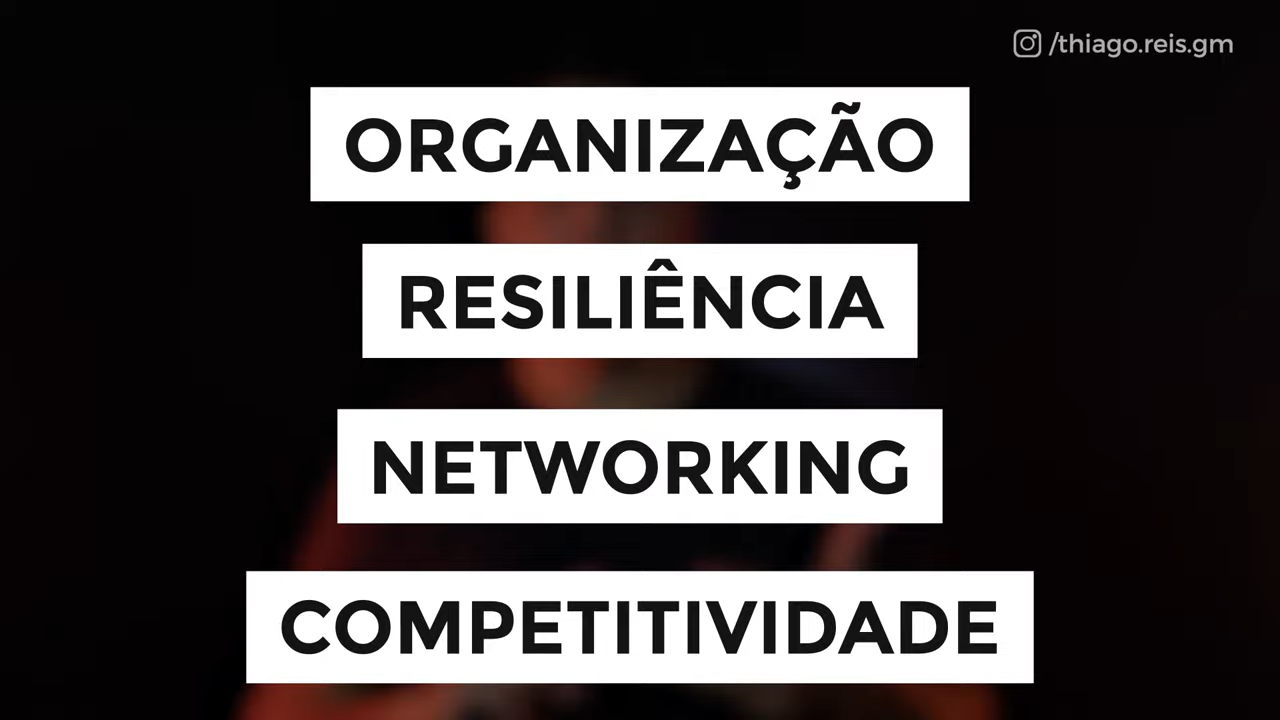 /thiago.reis.gm
ORGANIZAÇÃO
RESILIÊNCIA
NETWORKING
COMPETITIVIDADE